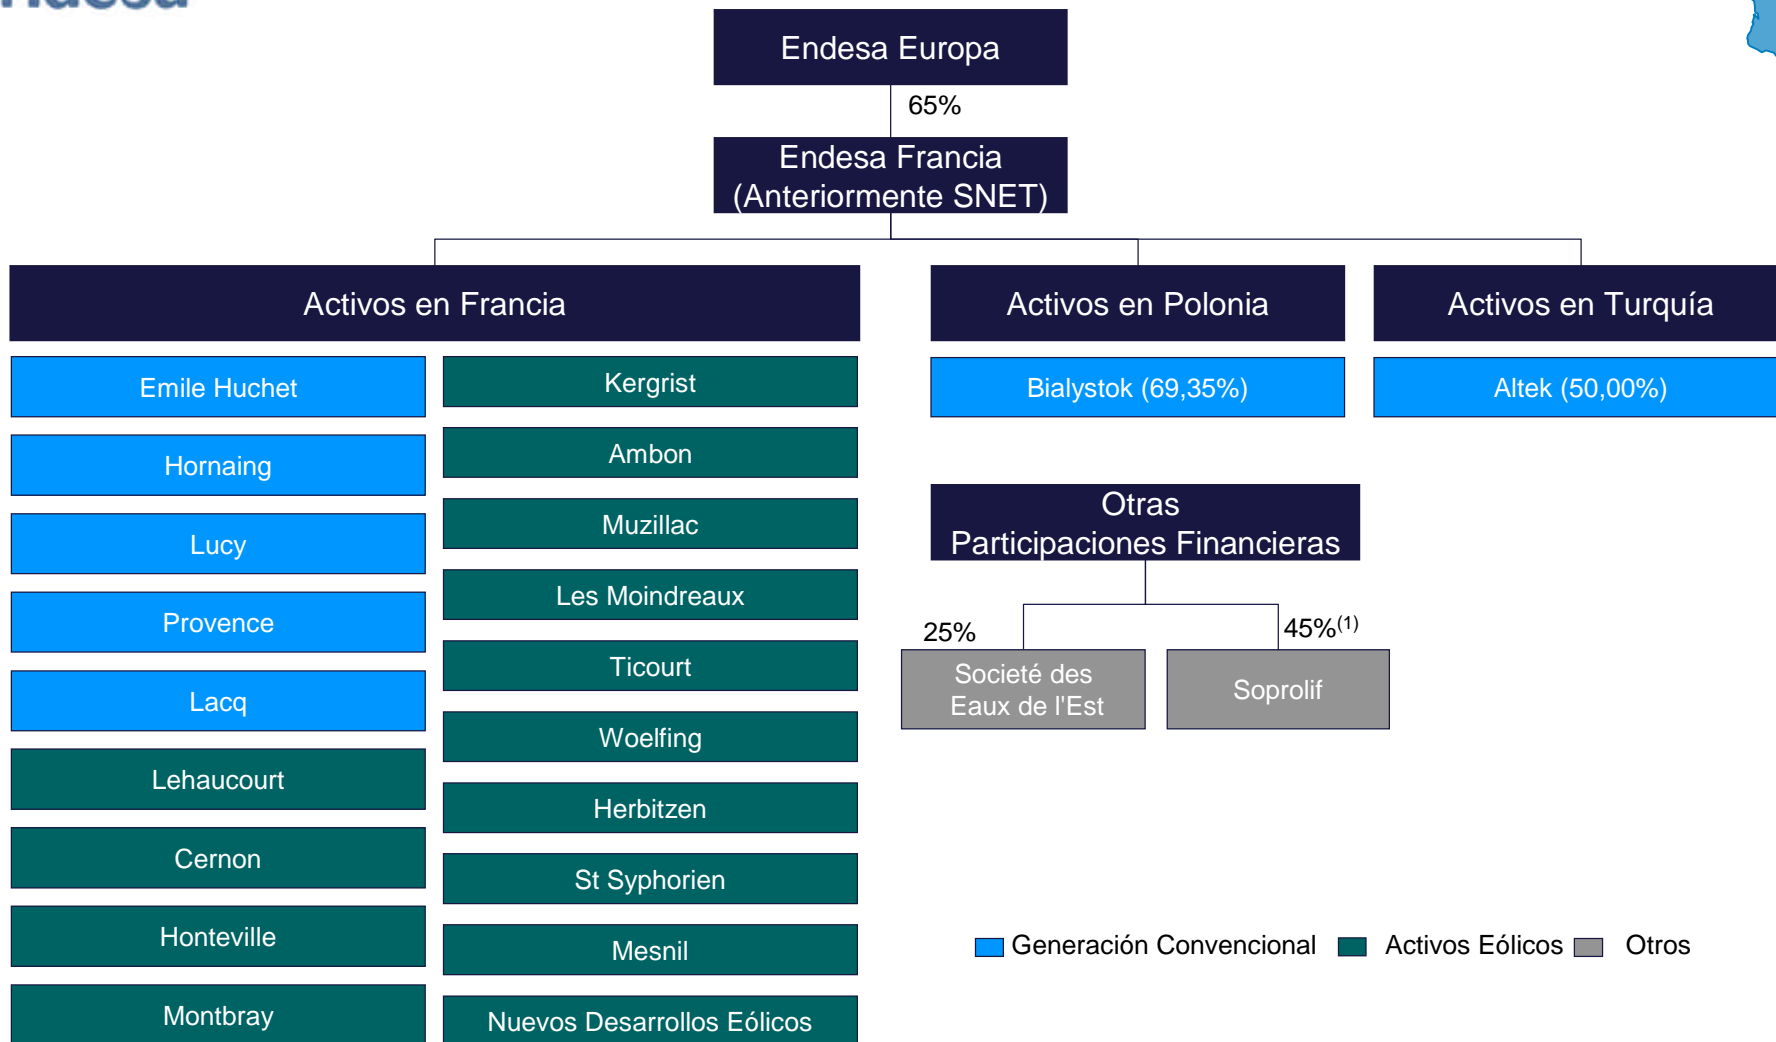 Endesa Europa
65%
Endesa Francia
(Anteriormente SNET)
Activos en Francia
Activos en Polonia
Activos en Turquía
Emile Huchet
Hornaing
Lucy
Provence
Lacq
Lehaucourt
Cernon
Honteville
Montbray
Kergrist
Ambon
Muzillac
Les Moindreaux
Ticourt
Woelfing
Herbitzen
St Syphorien
Mesnil
Nuevos Desarrollos Eólicos
Bialystok (69,35%)
Altek (50,00%)
Otras
Participaciones Financieras
25%
45%(1)
Societé des
Eaux de l'Est
Soprolif
Generación Convencional
Activos Eólicos
Otros